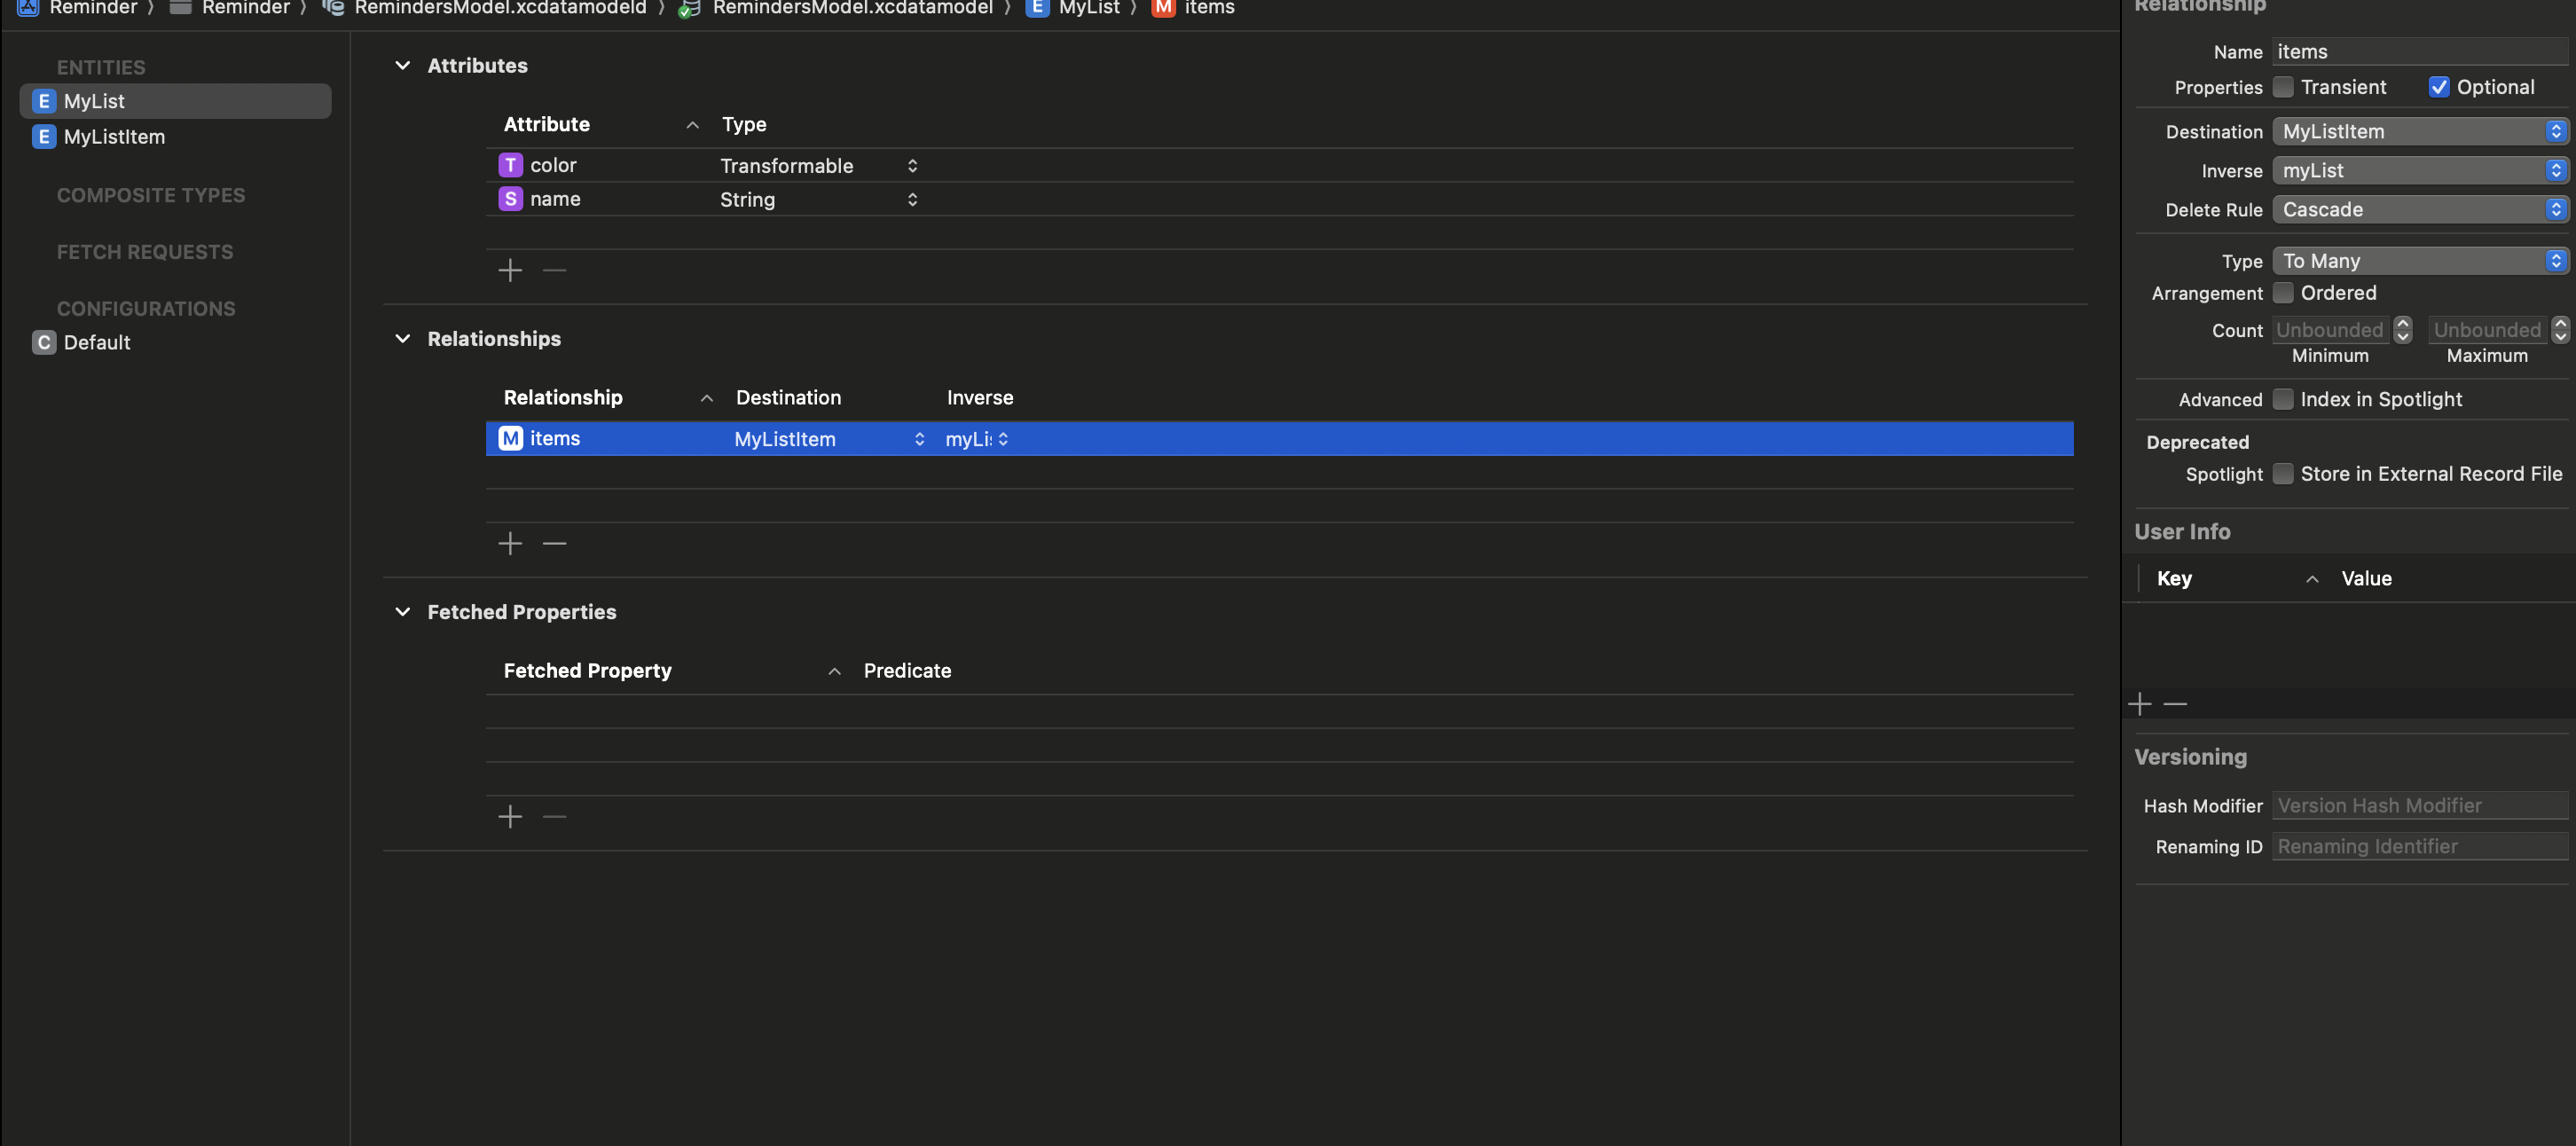 Reminder 〉 Reminder 〉 RemindersModel.xcdatamodeld 〉 RemindersModel.xcdatamodel 〉 E MyList 〉 M items
ENTITIES
E MyList
E MyListItem
COMPOSITE TYPES
FETCH REQUESTS
CONFIGURATIONS
C Default
Attributes
Attribute Type
T color Transformable
S name String
Relationships
Relationship Destination Inverse
M items MyListItem myLi
Fetched Properties
Fetched Property Predicate
Relationship
Name items
Properties Transient Optional
Destination MyListItem
Inverse myList
Delete Rule Cascade
Type To Many
Arrangement Ordered
Count Unbounded Unbounded
Minimum Maximum
Advanced Index in Spotlight
Deprecated
Spotlight Store in External Record File
User Info
Key Value
Versioning
Hash Modifier Version Hash Modifier
Renaming ID Renaming Identifier